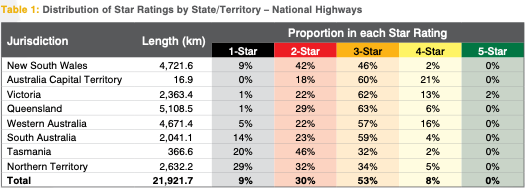 Table 1: Distribution of Star Ratings by State/Territory – National Highways
Jurisdiction Length (km) Proportion in each Star Rating
1-Star 2-Star 3-Star 4-Star 5-Star
New South Wales 4,721.6 9% 42% 46% 2% 0%
Australia Capital Territory 16.9 0% 18% 60% 21% 0%
Victoria 2,363.4 1% 22% 62% 13% 2%
Queensland 5,108.5 1% 29% 63% 6% 0%
Western Australia 4,671.4 5% 22% 57% 16% 0%
South Australia 2,041.1 14% 23% 59% 4% 0%
Tasmania 366.6 20% 46% 32% 2% 0%
Northern Territory 2,632.2 29% 32% 34% 5% 0%
Total 21,921.7 9% 30% 53% 8% 0%